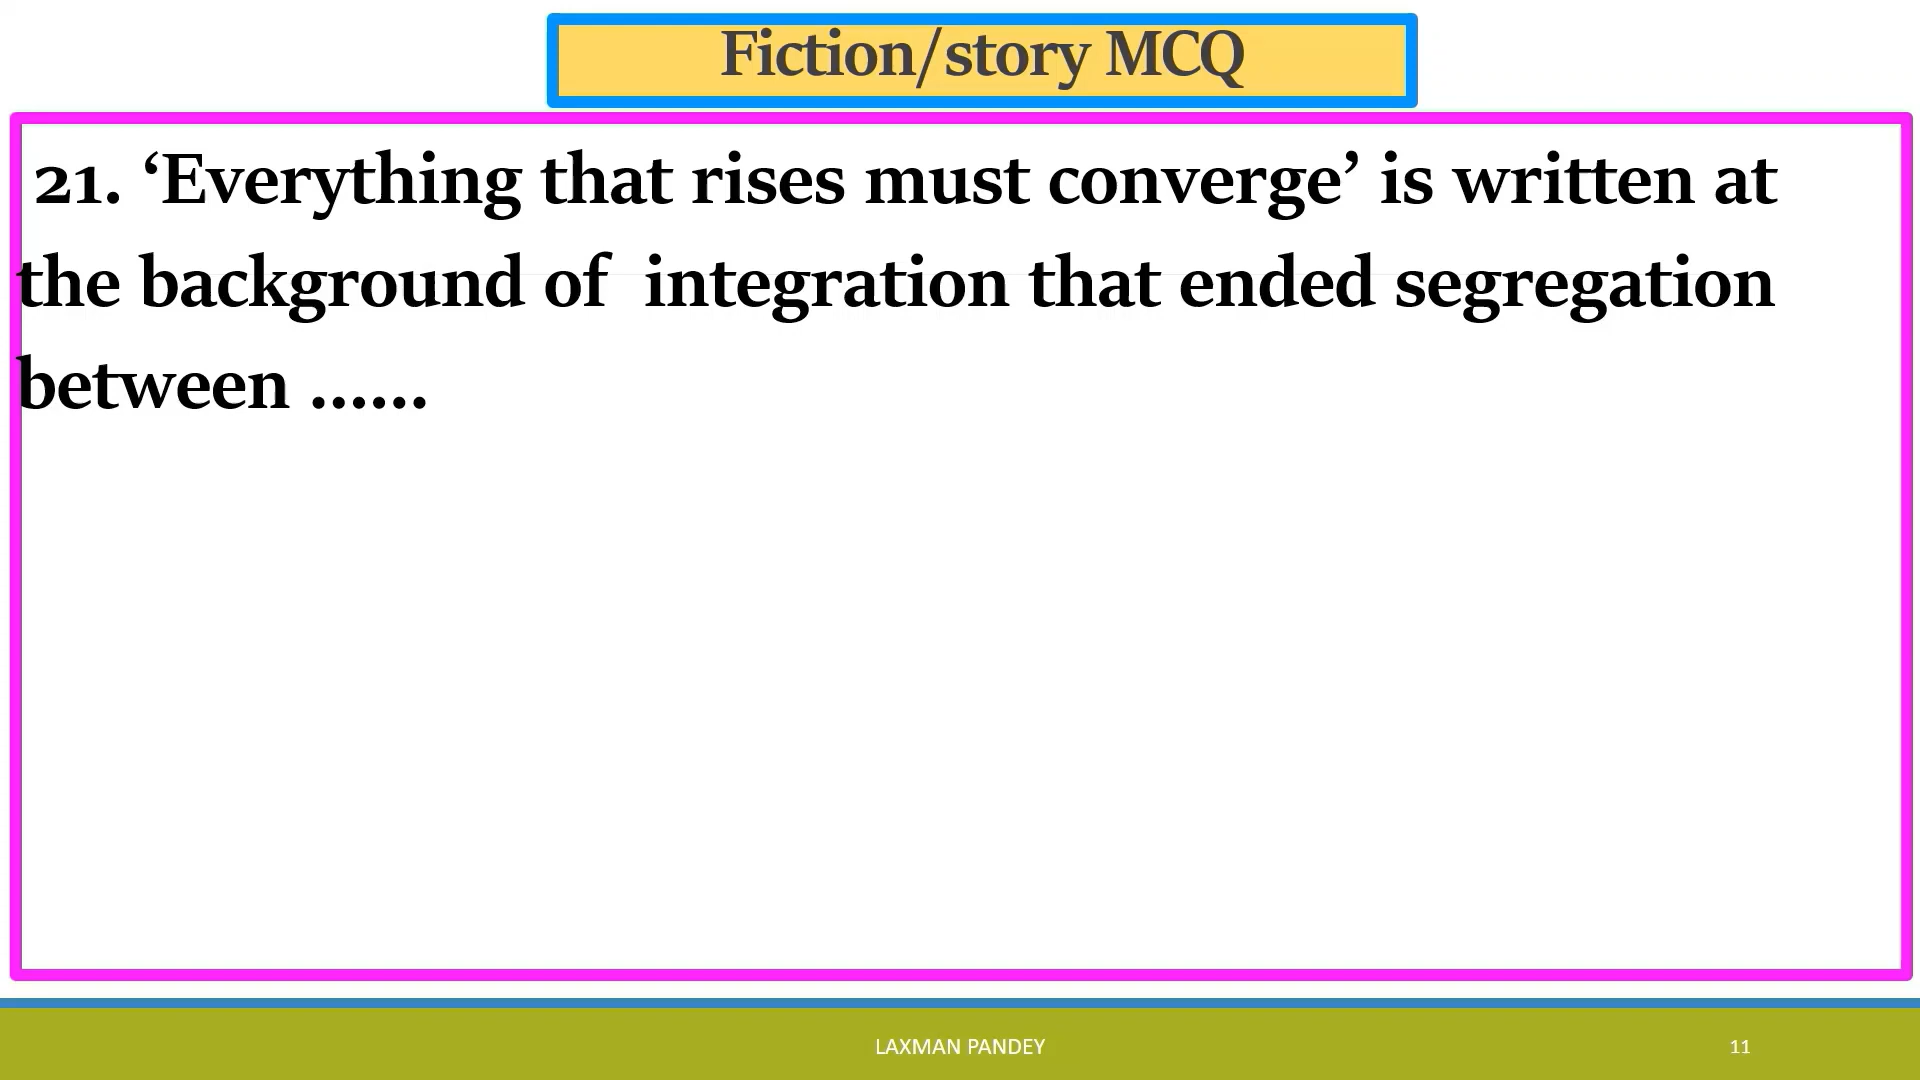 Fiction/story MCQ
21. ‘Everything that rises must converge’ is written at
the background of  integration that ended segregation
between ......
LAXMAN PANDEY
11